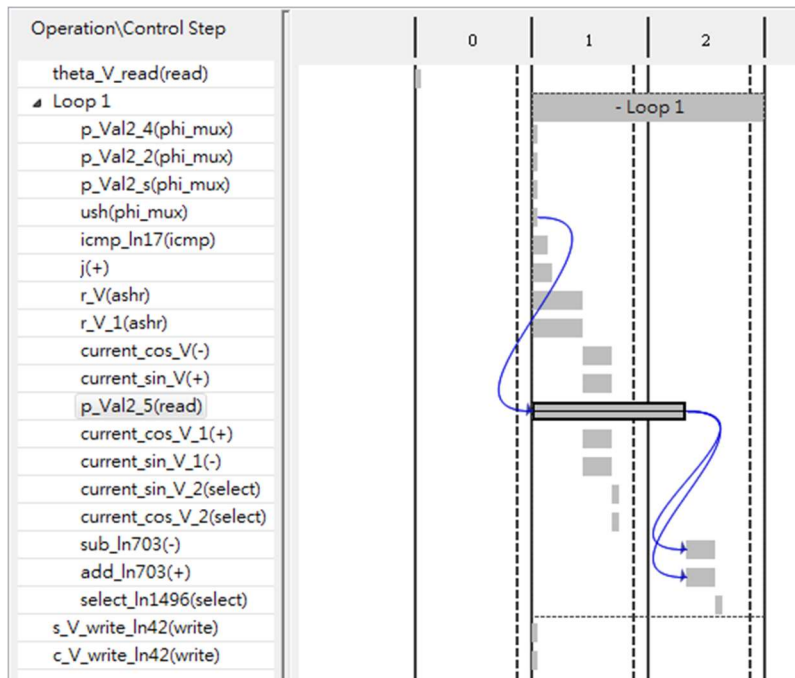 Operation\Control Step
0
1
2
theta_V_read(read)
Loop 1
- Loop 1
p_Val2_4(phi_mux)
p_Val2_2(phi_mux)
p_Val2_s(phi_mux)
ush(phi_mux)
icmp_ln17(icmp)
j(+)
r_V(ashr)
r_V_1(ashr)
current_cos_V(-)
current_sin_V(+)
p_Val2_5(read)
current_cos_V_1(+)
current_sin_V_1(-)
current_sin_V_2(select)
current_cos_V_2(select)
sub_ln703(-)
add_ln703(+)
select_ln1496(select)
s_V_write_ln42(write)
c_V_write_ln42(write)